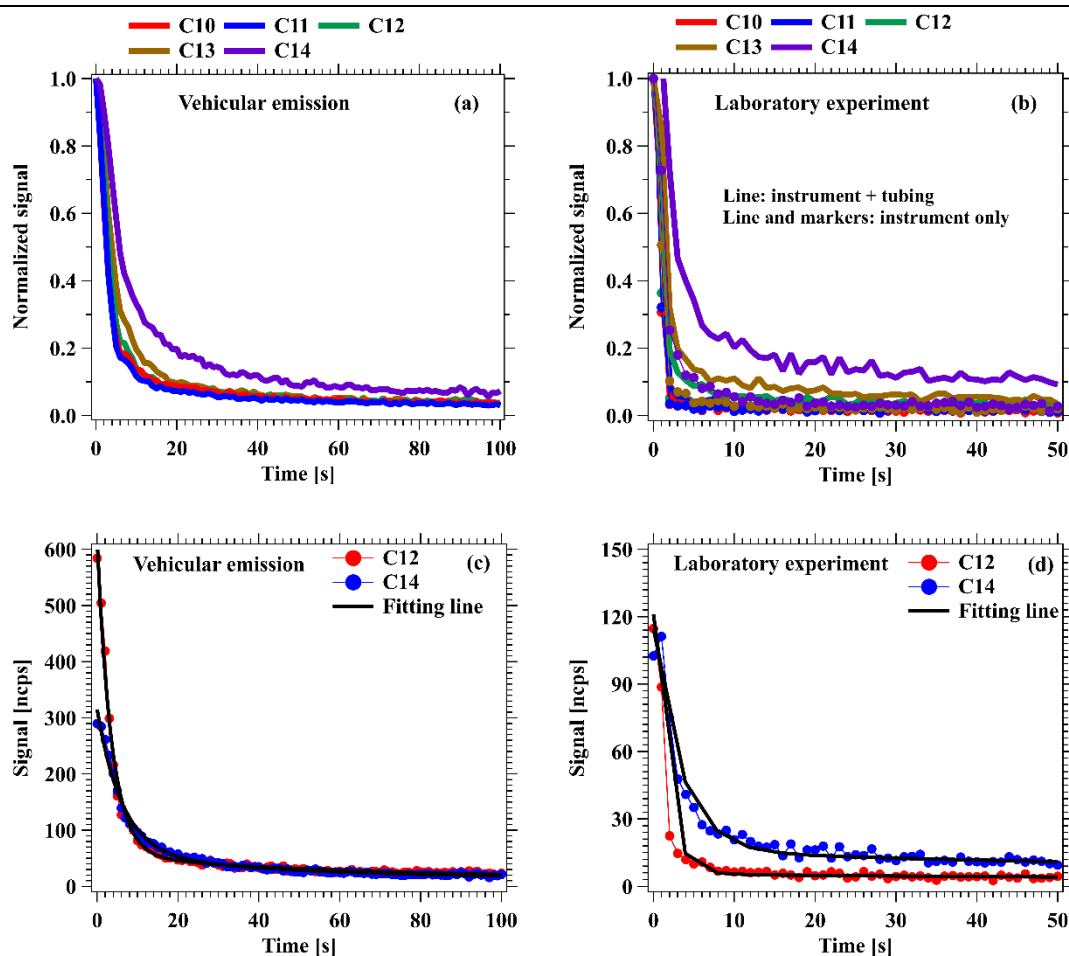 C10 C11 C12
C13 C14
Vehicular emission (a)
Normalized signal
1.0
0.8
0.6
0.4
0.2
0.0
0 20 40 60 80 100
Time [s]
C10 C11 C12
C13 C14
Laboratory experiment (b)
Line: instrument + tubing
Line and markers: instrument only
Normalized signal
1.0
0.8
0.6
0.4
0.2
0.0
0 10 20 30 40 50
Time [s]
Vehicular emission (c)
C12
C14
Fitting line
Signal [ncps]
600
500
400
300
200
100
0
0 20 40 60 80 100
Time [s]
Laboratory experiment (d)
C12
C14
Fitting line
Signal [ncps]
150
120
90
60
30
0
0 10 20 30 40 50
Time [s]